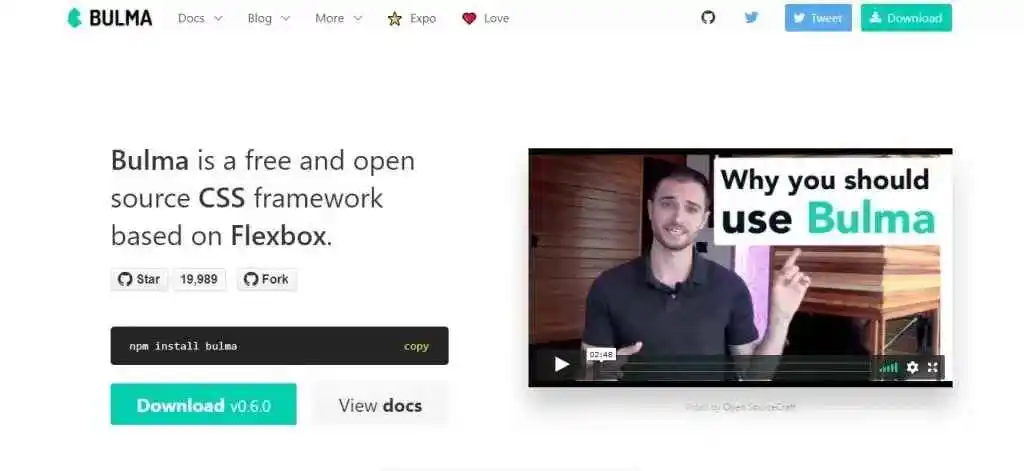 BULMA Docs Blog More Expo Love Tweet Download
Bulma is a free and open
source CSS framework
based on Flexbox.
Star 19,989 Fork
npm install bulma copy
Download v0.6.0 View docs
Why you should
use Bulma
02:48
by Open SourceCraft